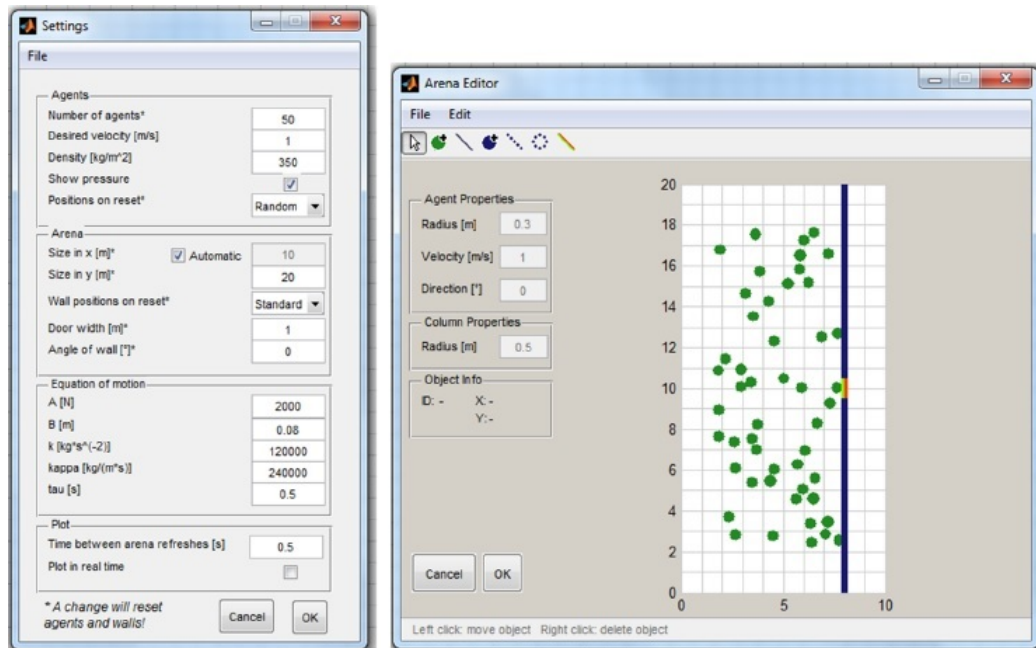 Settings
File
Agents
Number of agents* 50
Desired velocity [m/s] 1
Density [kg/m^2] 350
Show pressure
Positions on reset* Random
Arena
Size in x [m]* Automatic 10
Size in y [m]* 20
Wall positions on reset* Standard
Door width [m]* 1
Angle of wall [°]* 0
Equation of motion
A [N] 2000
B [m] 0.08
k [kg*s^(-2)] 120000
kappa [kg/(m*s)] 240000
tau [s] 0.5
Plot
Time between arena refreshes [s] 0.5
Plot in real time
* A change will reset
agents and walls!
Cancel OK
Arena Editor
File Edit
Agent Properties
Radius [m] 0.3
Velocity [m/s] 1
Direction [°] 0
Column Properties
Radius [m] 0.5
Object Info
ID: - X: -
Y: -
Cancel OK
20
18
16
14
12
10
8
6
4
2
0
0 5 10
Left click: move object Right click: delete object